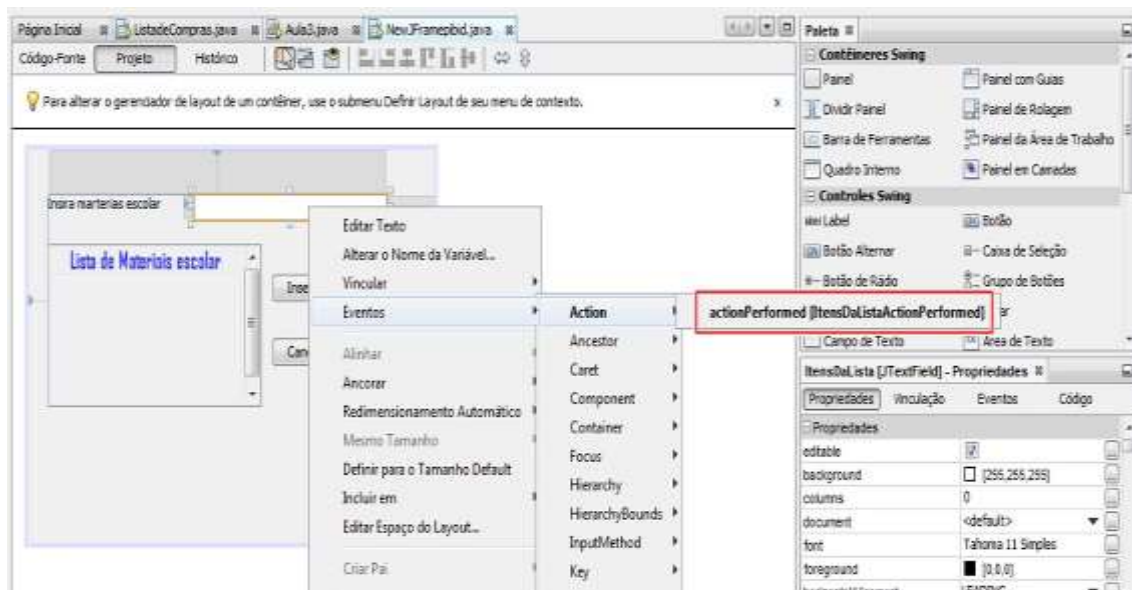 Página Inicial ListadeCompras.java Aula3.java NewJFramepibid.java
Código-Fonte Projeto Histórico
Para alterar o gerenciador de layout de um contêiner, use o submenu Definir Layout de seu menu de contexto.
Insira marterias escolar
Lista de Materiais escolar
Inse
Can
Editar Texto
Alterar o Nome da Variável...
Vincular
Eventos
Alinhar
Ancorar
Redimensionamento Automático
Mesmo Tamanho
Definir para o Tamanho Default
Incluir em
Editar Espaço do Layout...
Criar Pai
Action
Ancestor
Caret
Component
Container
Focus
Hierarchy
HierarchyBounds
InputMethod
Key
actionPerformed [ItensDaListaActionPerformed]
Paleta
Contêineres Swing
Painel Painel com Guias
Dividir Painel Painel de Rolagem
Barra de Ferramentas Painel da Área de Trabalho
Quadro Interno Painel em Camadas
Controles Swing
Label Botão
Botão Alternar Caixa de Seleção
Botão de Rádio Grupo de Botões
ar
Campo de Texto Área de Texto
ItensDaLista [JTextField] - Propriedades
Propriedades Vinculação Eventos Código
Propriedades
editable
background [255,255,255]
columns 0
document <default>
font Tahoma 11 Simples
foreground [0,0,0]